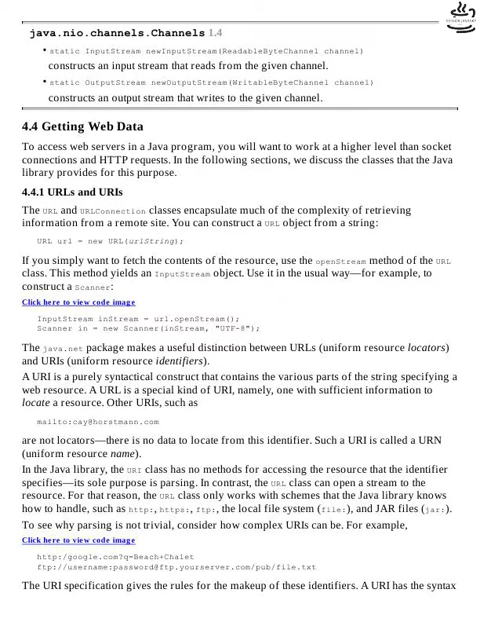 java.nio.channels.Channels 1.4
• static InputStream newInputStream(ReadableByteChannel channel)
constructs an input stream that reads from the given channel.
• static OutputStream newOutputStream(WritableByteChannel channel)
constructs an output stream that writes to the given channel.
4.4 Getting Web Data
To access web servers in a Java program, you will want to work at a higher level than socket
connections and HTTP requests. In the following sections, we discuss the classes that the Java
library provides for this purpose.
4.4.1 URLs and URIs
The URL and URLConnection classes encapsulate much of the complexity of retrieving
information from a remote site. You can construct a URL object from a string:
URL url = new URL(urlString);
If you simply want to fetch the contents of the resource, use the openStream method of the URL
class. This method yields an InputStream object. Use it in the usual way—for example, to
construct a Scanner:
Click here to view code image
InputStream inStream = url.openStream();
Scanner in = new Scanner(inStream, "UTF-8");
The java.net package makes a useful distinction between URLs (uniform resource locators)
and URIs (uniform resource identifiers).
A URI is a purely syntactical construct that contains the various parts of the string specifying a
web resource. A URL is a special kind of URI, namely, one with sufficient information to
locate a resource. Other URIs, such as
mailto:cay@horstmann.com
are not locators—there is no data to locate from this identifier. Such a URI is called a URN
(uniform resource name).
In the Java library, the URI class has no methods for accessing the resource that the identifier
specifies—its sole purpose is parsing. In contrast, the URL class can open a stream to the
resource. For that reason, the URL class only works with schemes that the Java library knows
how to handle, such as http:, https:, ftp:, the local file system (file:), and JAR files (jar:).
To see why parsing is not trivial, consider how complex URIs can be. For example,
Click here to view code image
http:/google.com?q=Beach+Chalet
ftp://username:password@ftp.yourserver.com/pub/file.txt
The URI specification gives the rules for the makeup of these identifiers. A URI has the syntax